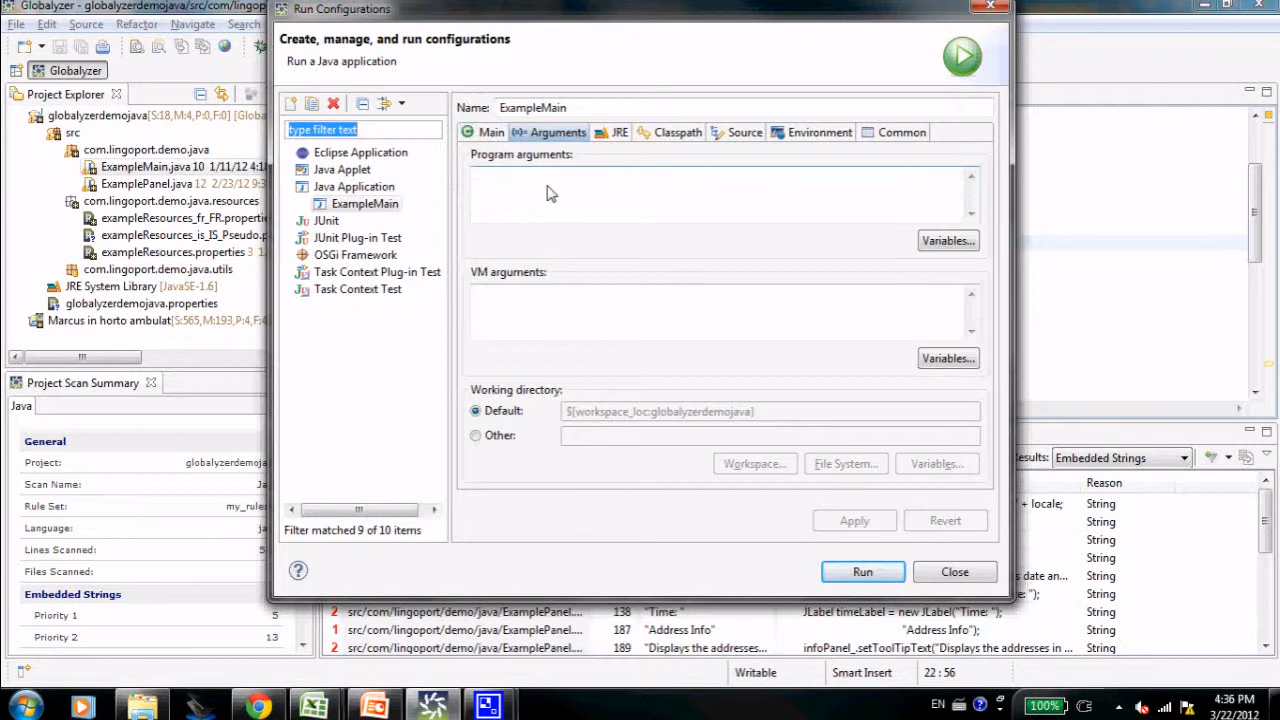 Globalyzer - globalyzerdemojava/src/com/lingop
Run Configurations
File Edit Source Refactor Navigate Search
Globalyzer
Project Explorer
globalyzerdemojava(S:18, M:4, P:0, F:0] [Globa
src
com.lingoport.demo.java
ExampleMain.java 10 1/11/12 4:18
ExamplePanel.java 12 2/23/12 9:3
com.lingoport.demo.java.resources
exampleResources_fr_FR.properti
exampleResources_is_IS_Pseudo.p
exampleResources.properties 3
com.lingoport.demo.java.utils
JRE System Library [JavaSE-1.6]
globalyzerdemojava.properties
Marcus in horto ambulat[S:565, M:193, P:4, F:4
Project Scan Summary
Java
General
Project: globalyzerdemoja
Scan Name: Ja
Rule Set: my_rule
Language: ja
Lines Scanned: 5
Files Scanned:
Embedded Strings
Priority 1 5
Priority 2 13
Create, manage, and run configurations
Run a Java application
type filter text
Eclipse Application
Java Applet
Java Application
ExampleMain
JUnit
JUnit Plug-in Test
OSGi Framework
Task Context Plug-in Test
Task Context Test
Filter matched 9 of 10 items
Name: ExampleMain
Main (x)= Arguments JRE Classpath Source Environment Common
Program arguments:
Variables...
VM arguments:
Variables...
Working directory:
Default: ${workspace_loc:globalyzerdemojava}
Other:
Workspace... File System... Variables...
Apply Revert
Run Close
Results: Embedded Strings
Reason
' + locale; String
String
String
String
s date an... String
: "); String
2 src/com/lingoport/demo/java/ExamplePanel.... 138 "Time: " JLabel timeLabel = new JLabel("Time: "); String
1 src/com/lingoport/demo/java/ExamplePanel.... 187 "Address Info" "Address Info"); String
2 src/com/lingoport/demo/java/ExamplePanel.... 189 "Displays the addresses... infoPanel_.setToolTipText("Displays the addresses in ... String
Writable Smart Insert 22 : 56
EN 100% 4:36 PM
3/22/2012